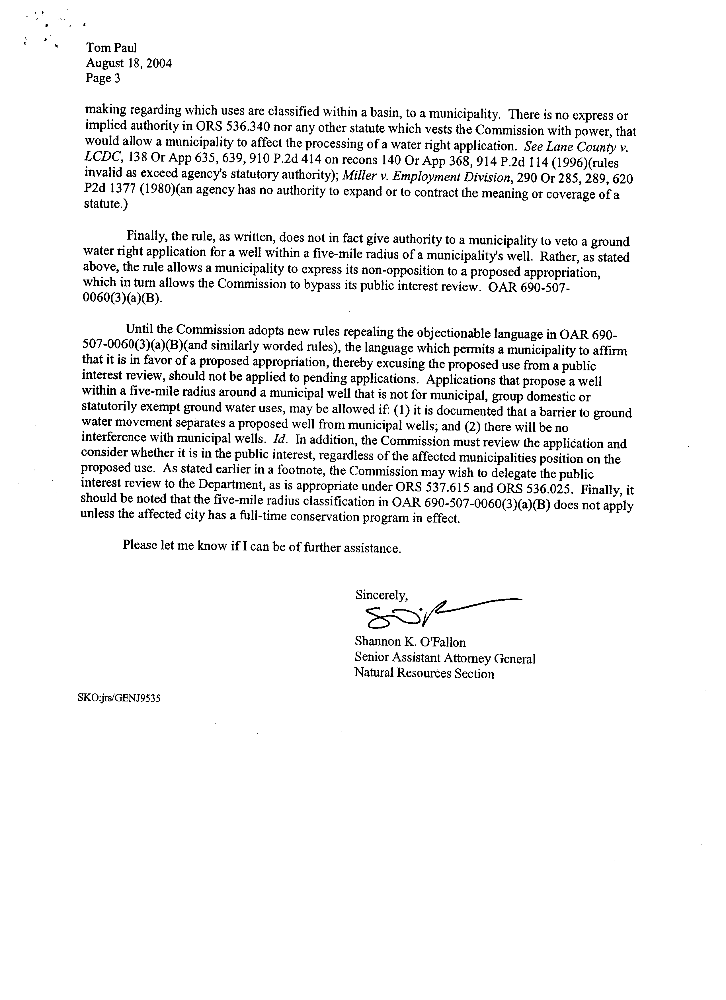 Tom Paul
August 18, 2004
Page 3
making regarding which uses are classified within a basin, to a municipality. There is no express or
implied authority in ORS 536.340 nor any other statute which vests the Commission with power, that
would allow a municipality to affect the processing of a water right application. See Lane County v.
LCDC, 138 Or App 635, 639, 910 P.2d 414 on recons 140 Or App 368, 914 P.2d 114 (1996)(rules
invalid as exceed agency's statutory authority); Miller v. Employment Division, 290 Or 285, 289, 620
P2d 1377 (1980)(an agency has no authority to expand or to contract the meaning or coverage of a
statute.)
Finally, the rule, as written, does not in fact give authority to a municipality to veto a ground
water right application for a well within a five-mile radius of a municipality's well. Rather, as stated
above, the rule allows a municipality to express its non-opposition to a proposed appropriation,
which in turn allows the Commission to bypass its public interest review. OAR 690-507-
0060(3)(a)(B).
Until the Commission adopts new rules repealing the objectionable language in OAR 690-
507-0060(3)(a)(B)(and similarly worded rules), the language which permits a municipality to affirm
that it is in favor of a proposed appropriation, thereby excusing the proposed use from a public
interest review, should not be applied to pending applications. Applications that propose a well
within a five-mile radius around a municipal well that is not for municipal, group domestic or
statutorily exempt ground water uses, may be allowed if: (1) it is documented that a barrier to ground
water movement separates a proposed well from municipal wells; and (2) there will be no
interference with municipal wells. Id. In addition, the Commission must review the application and
consider whether it is in the public interest, regardless of the affected municipalities position on the
proposed use. As stated earlier in a footnote, the Commission may wish to delegate the public
interest review to the Department, as is appropriate under ORS 537.615 and ORS 536.025. Finally, it
should be noted that the five-mile radius classification in OAR 690-507-0060(3)(a)(B) does not apply
unless the affected city has a full-time conservation program in effect.
Please let me know if I can be of further assistance.
Sincerely,
Shannon K. O'Fallon
Senior Assistant Attorney General
Natural Resources Section
SKO:jrs/GENJ9535